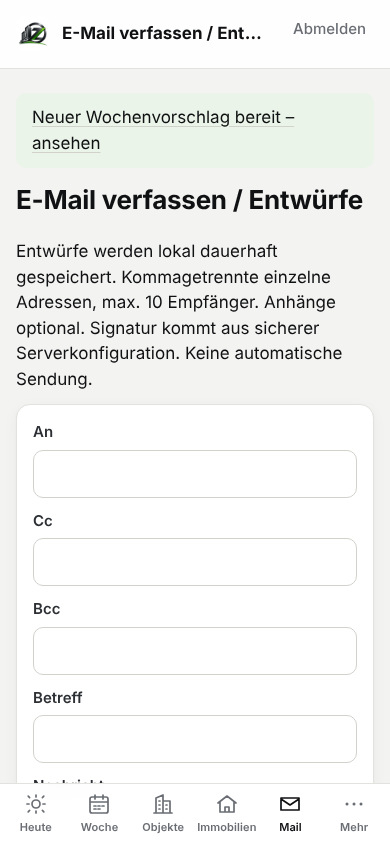 E-Mail verfassen / Ent...
Abmelden
Neuer Wochenvorschlag bereit –
ansehen
E-Mail verfassen / Entwürfe
Entwürfe werden lokal dauerhaft
gespeichert. Kommagetrennte einzelne
Adressen, max. 10 Empfänger. Anhänge
optional. Signatur kommt aus sicherer
Serverkonfiguration. Keine automatische
Sendung.
An
Cc
Bcc
Betreff
Nachricht
Heute
Woche
Objekte
Immobilien
Mail
Mehr